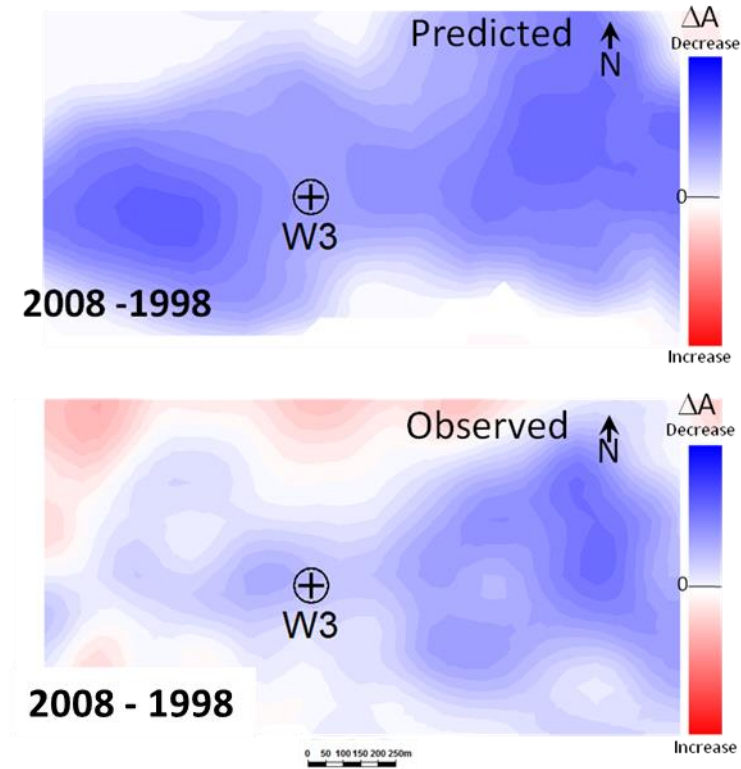 Predicted
N
ΔA
Decrease
0
Increase
W3
2008 -1998
Observed
N
ΔA
Decrease
0
Increase
W3
2008 - 1998
0 50 100 150 200 250m